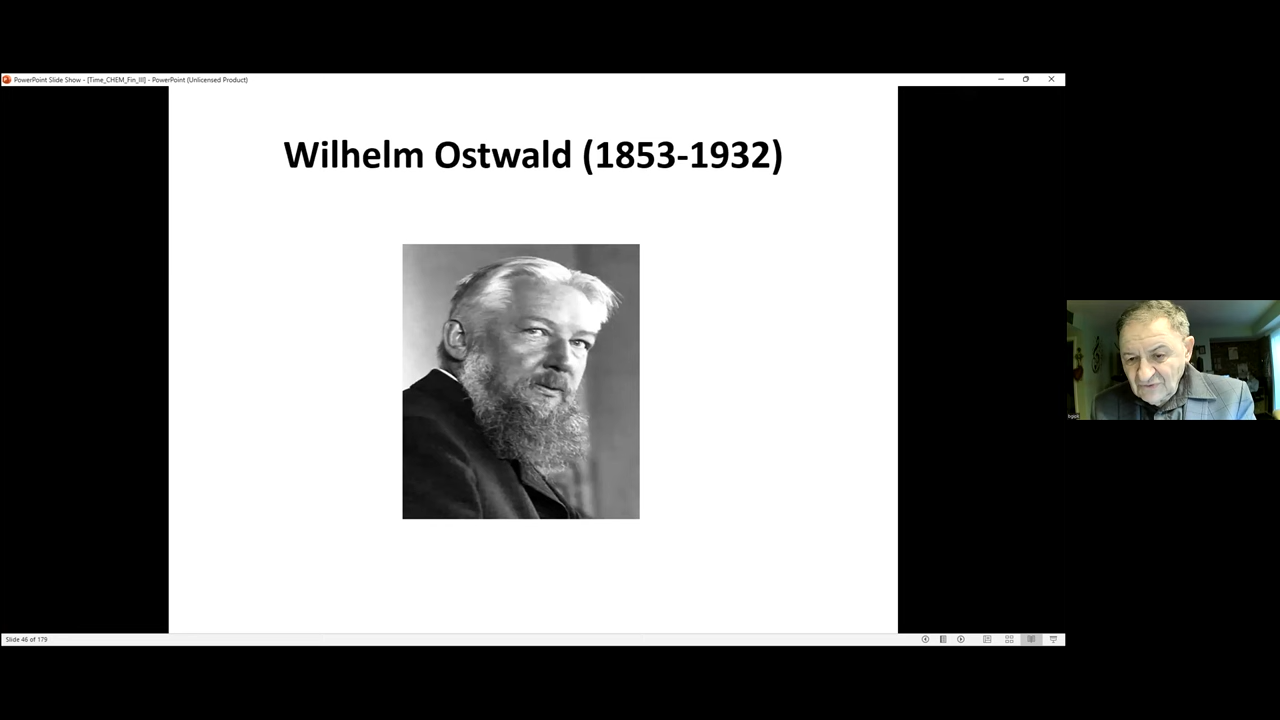 PowerPoint Slide Show - [Time_CHEM_Fin_III] - PowerPoint (Unlicensed Product)
Wilhelm Ostwald (1853-1932)
Slide 46 of 179